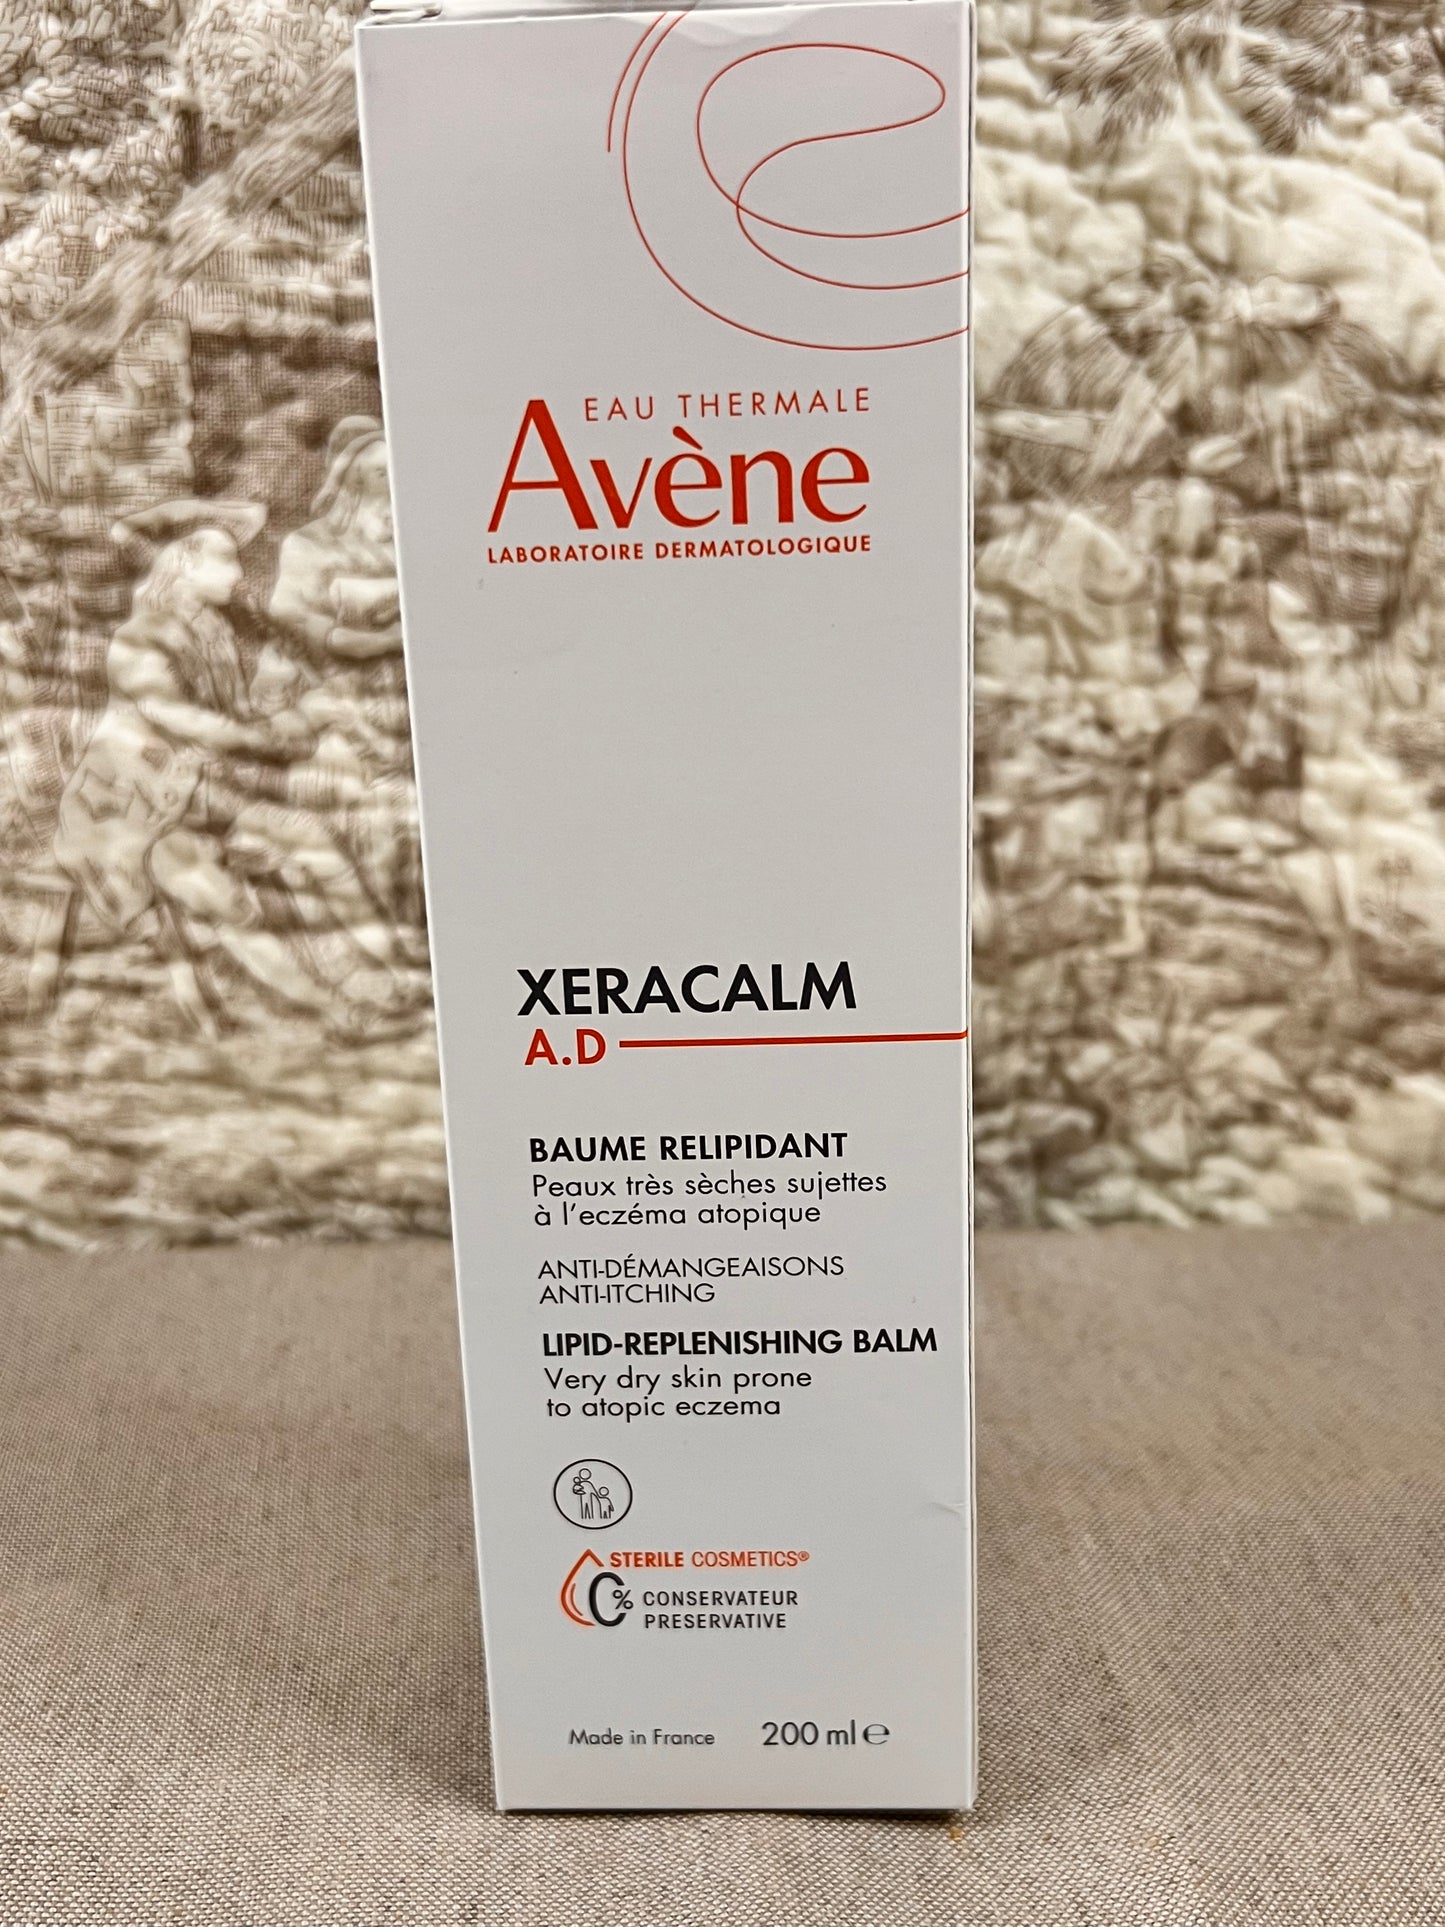 EAU THERMALE
Avène
LABORATOIRE DERMATOLOGIQUE
XERACALM
A.D
BAUME RELIPIDANT
Peaux très sèches sujettes
à l'eczéma atopique
ANTI-DÉMANGEAISONS
ANTI-ITCHING
LIPID-REPLENISHING BALM
Very dry skin prone
to atopic eczema
STERILE COSMETICS®
0% CONSERVATEUR
PRESERVATIVE
Made in France 200 ml ℮